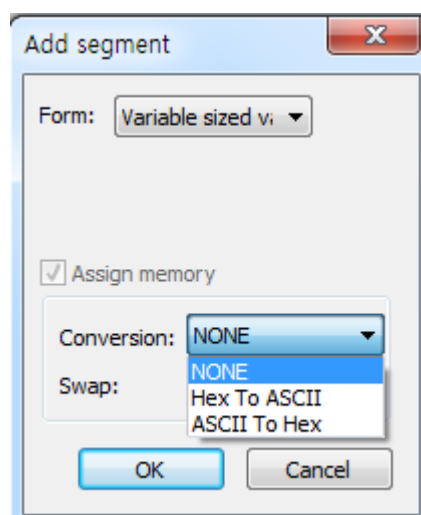 Add segment
Form: Variable sized va
Assign memory
Conversion: NONE
NONE
Swap:
Hex To ASCII
ASCII To Hex
OK Cancel